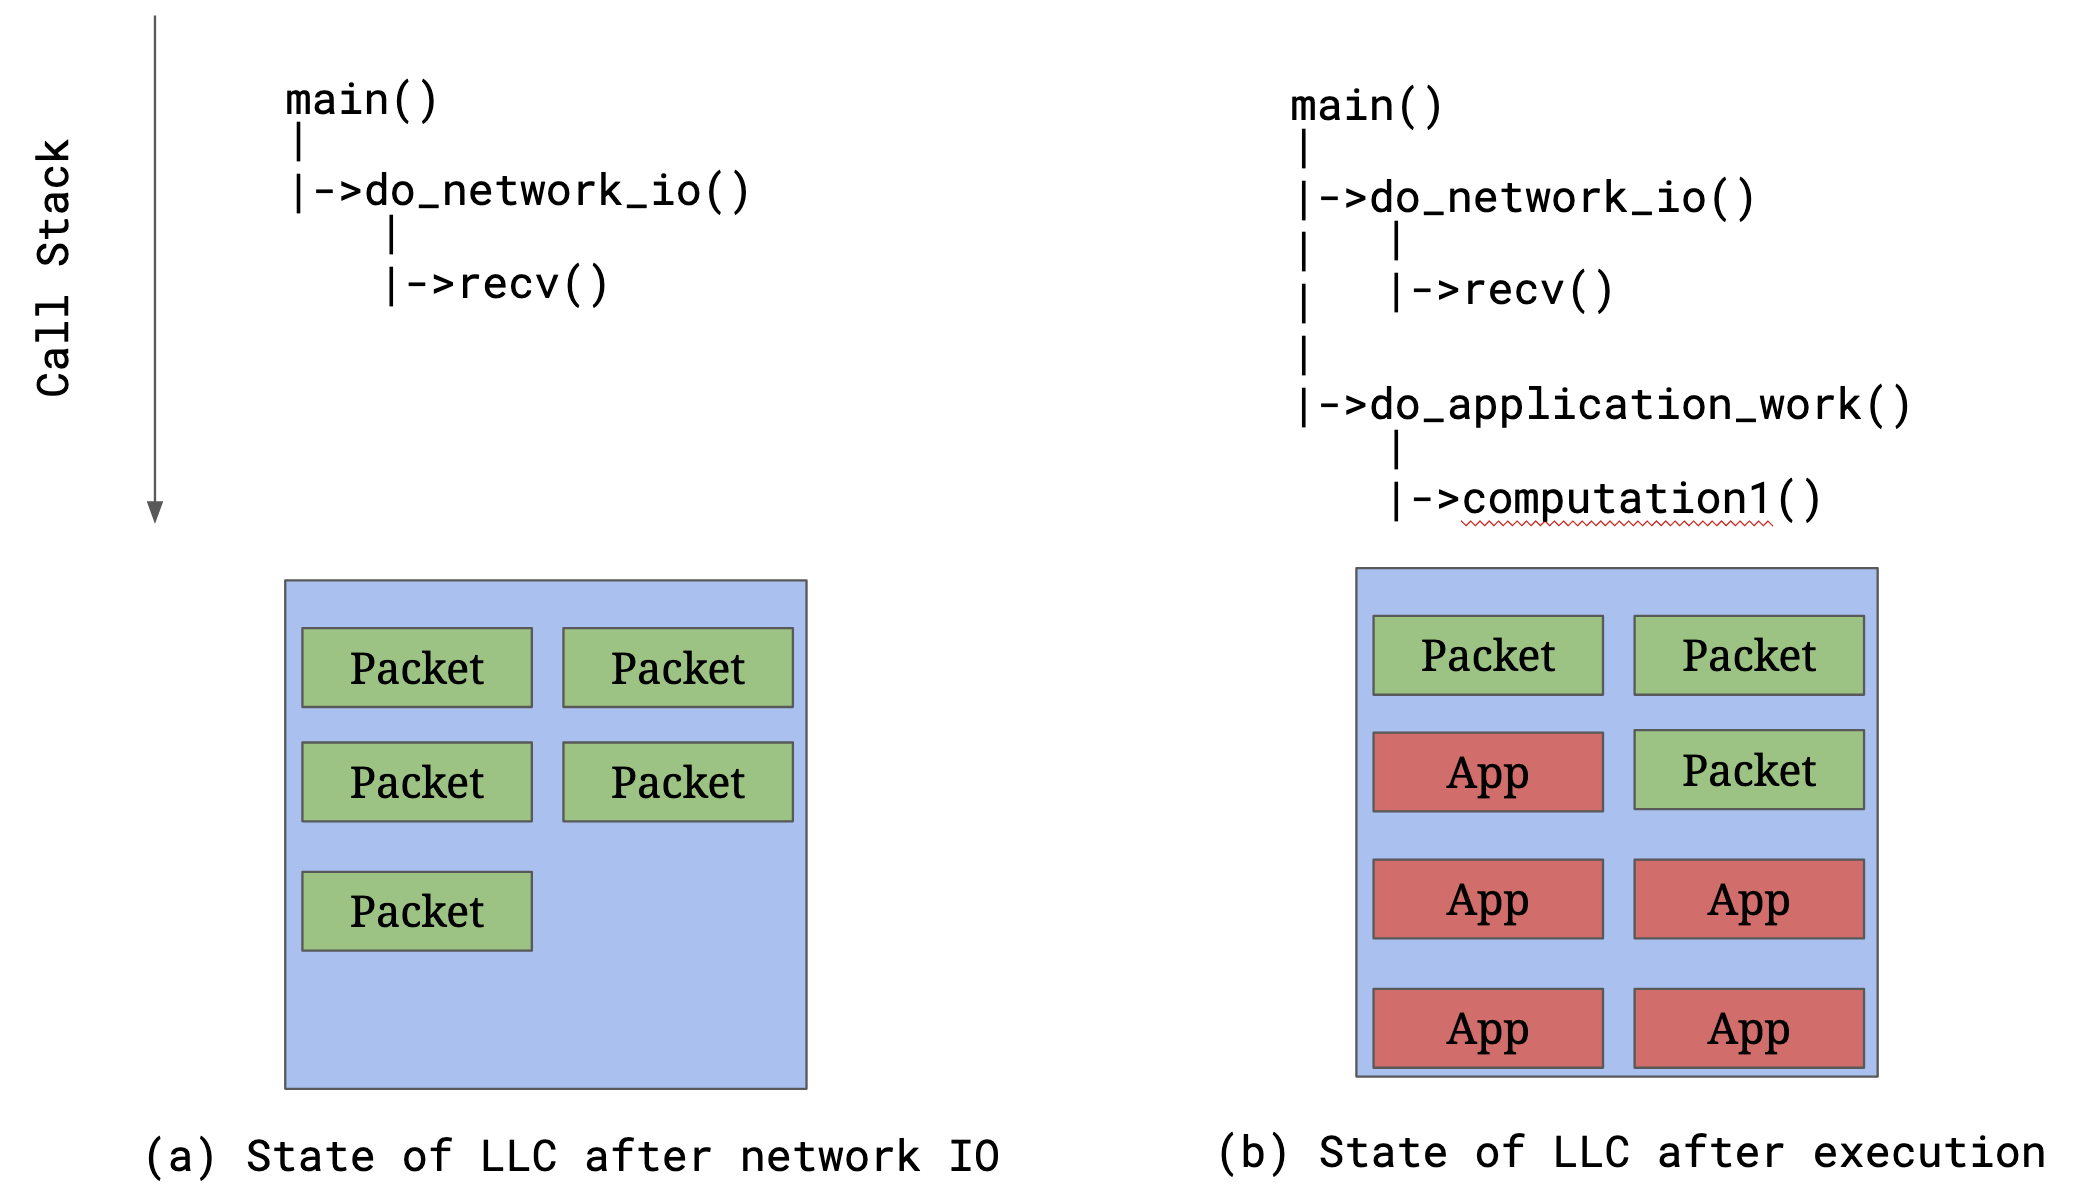 Call Stack
main()
|
|->do_network_io()
|
|->recv()
Packet Packet
Packet Packet
Packet
(a) State of LLC after network IO
main()
|
|->do_network_io()
| |
| |->recv()
|
|->do_application_work()
|
|->computation1()
Packet Packet
App Packet
App App
App App
(b) State of LLC after execution